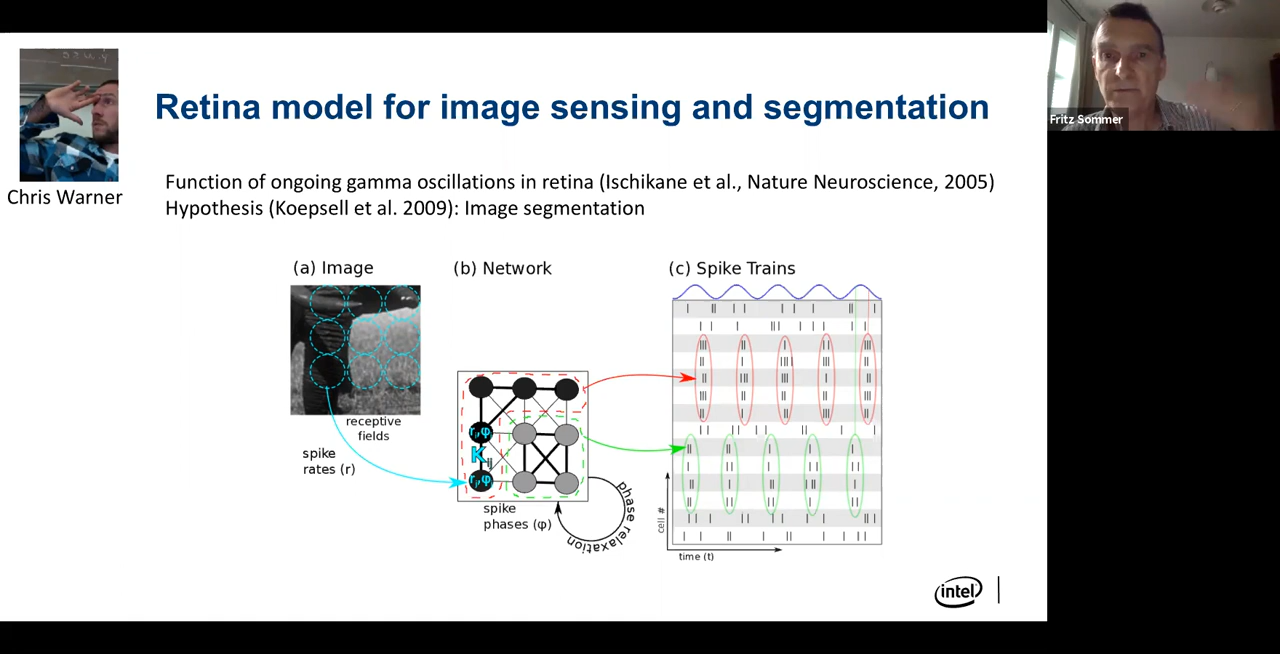 Retina model for image sensing and segmentation
Fritz Sommer
Chris Warner
Function of ongoing gamma oscillations in retina (Ischikane et al., Nature Neuroscience, 2005)
Hypothesis (Koepsell et al. 2009): Image segmentation
(a) Image
(b) Network
(c) Spike Trains
receptive
fields
spike
rates (r)
r,φ
K
r,φ
spike
phases (φ)
phase relaxation
cell #
time (t)
intel